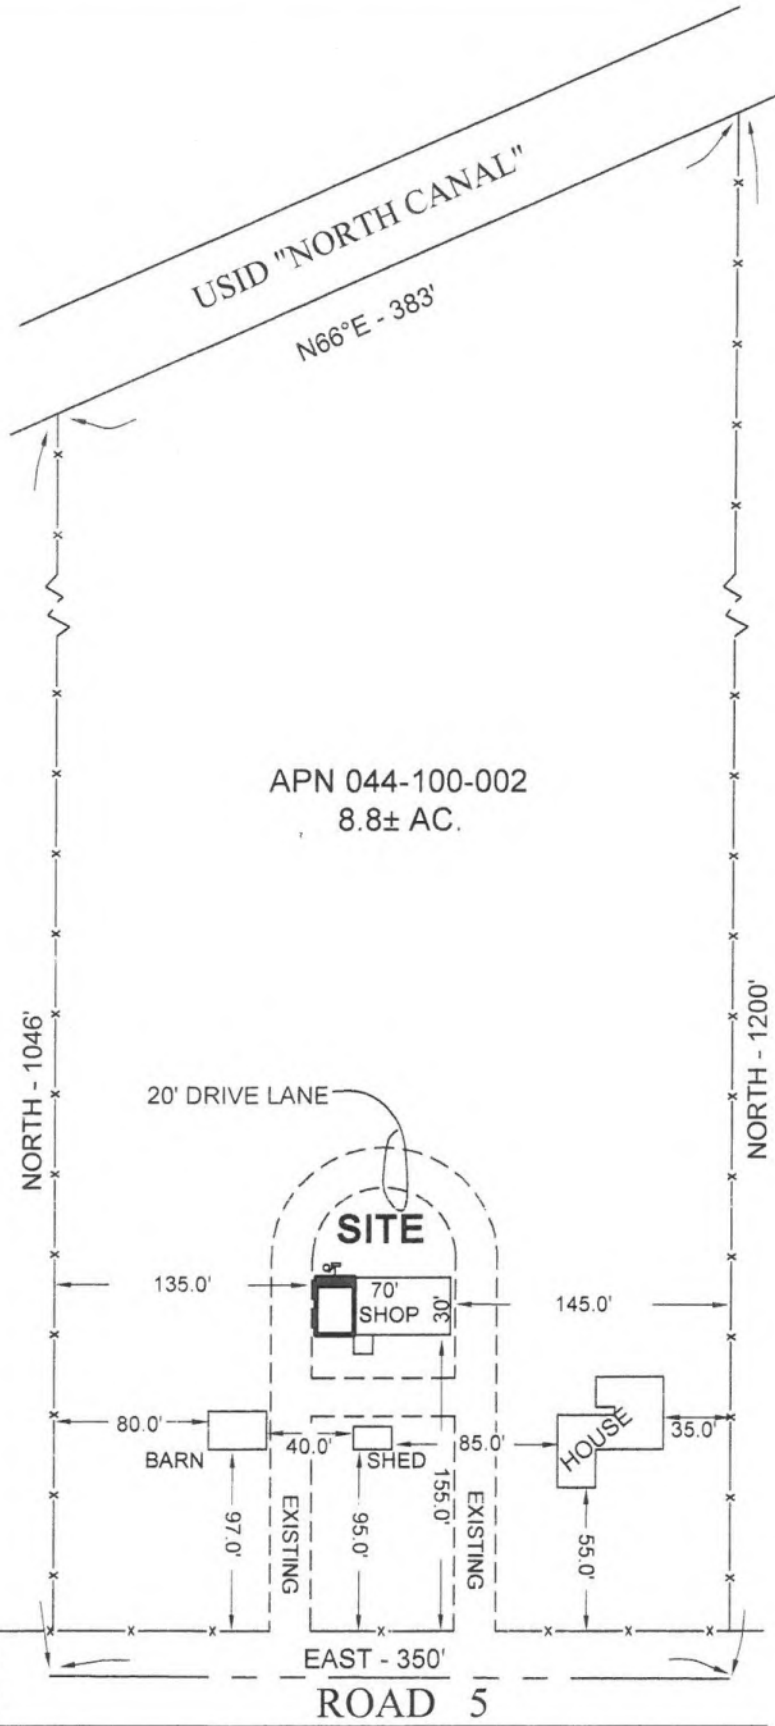 USID "NORTH CANAL"
N66°E - 383'
APN 044-100-002
8.8± AC.
NORTH - 1046'
NORTH - 1200'
20' DRIVE LANE
SITE
135.0'
70'
SHOP
30'
145.0'
80.0'
BARN
40.0'
SHED
85.0'
HOUSE
35.0'
97.0'
EXISTING
95.0'
155.0'
EXISTING
55.0'
EAST - 350'
ROAD 5